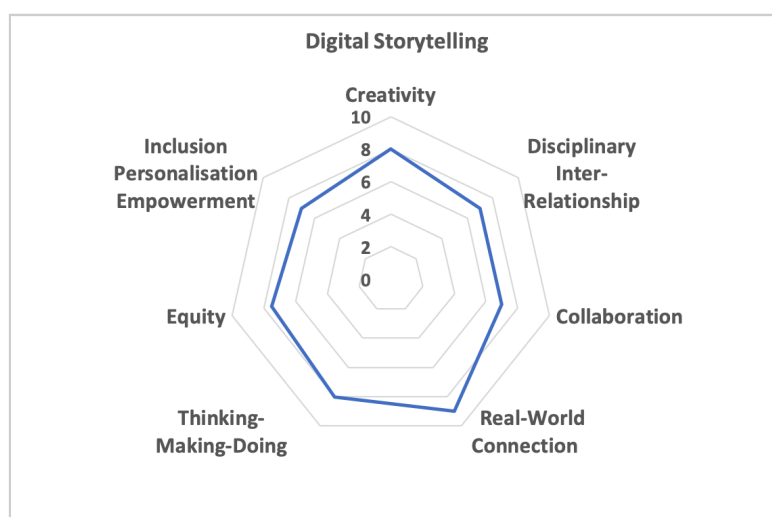 Digital Storytelling
Creativity
10
8
6
4
2
0
Disciplinary
Inter-
Relationship
Collaboration
Real-World
Connection
Thinking-
Making-Doing
Equity
Inclusion
Personalisation
Empowerment